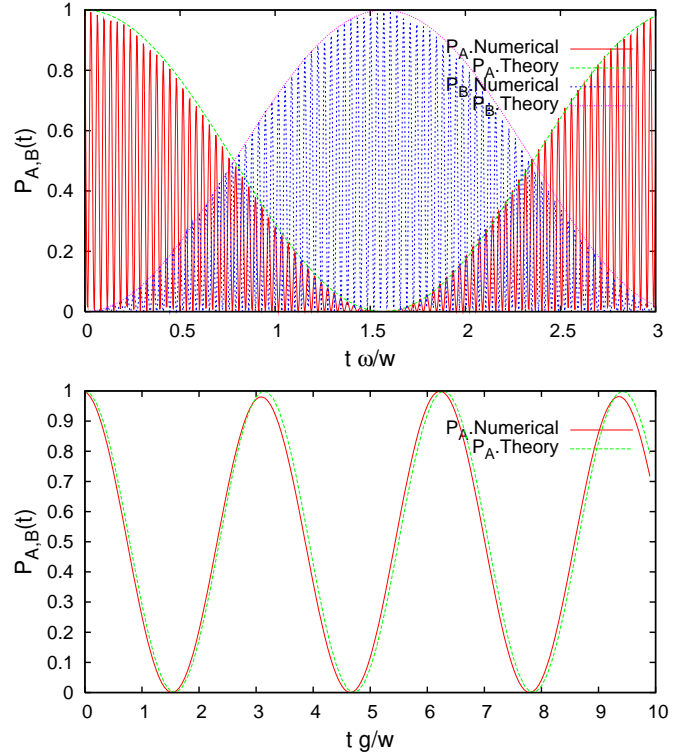 1
0.8
0.6
0.4
0.2
0
P_A,B(t)
P_A.Numerical
P_A.Theory
P_B.Numerical
P_B.Theory
0 0.5 1 1.5 2 2.5 3
t ω/w
1
0.9
0.8
0.7
0.6
0.5
0.4
0.3
0.2
0.1
0
P_A,B(t)
P_A.Numerical
P_A.Theory
0 1 2 3 4 5 6 7 8 9 10
t g/w